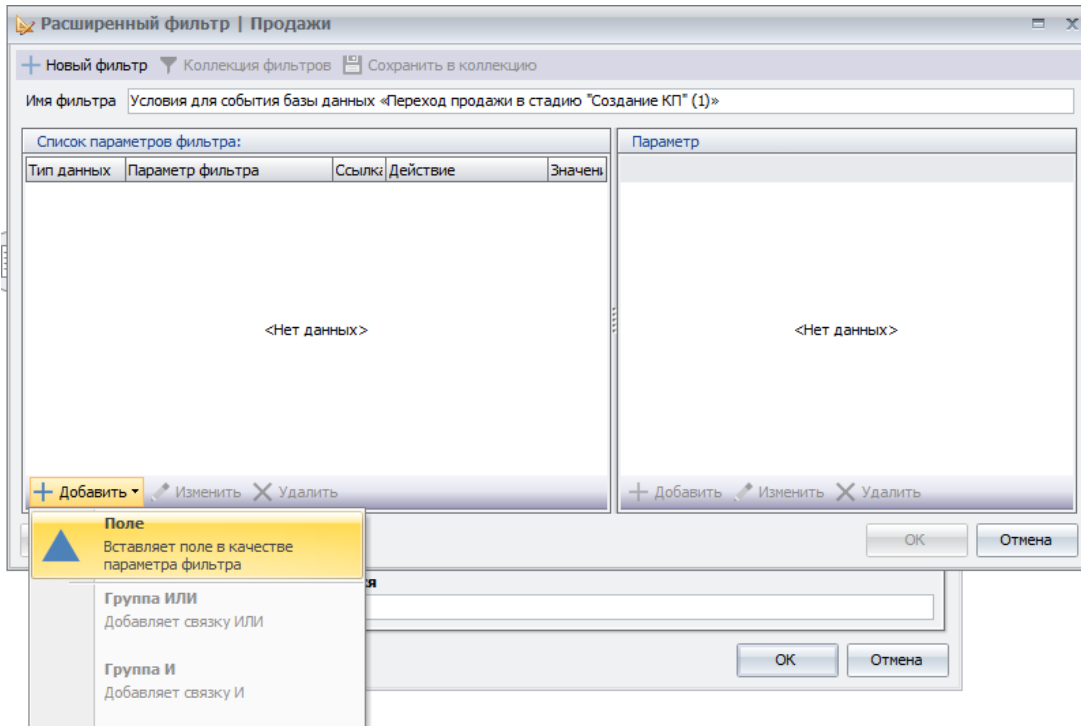 Расширенный фильтр | Продажи
Новый фильтр Коллекция фильтров Сохранить в коллекцию
Имя фильтра Условия для события базы данных «Переход продажи в стадию "Создание КП" (1)»
Список параметров фильтра: Параметр
Тип данных Параметр фильтра Ссылка Действие Значени
<Нет данных> <Нет данных>
Добавить Изменить Удалить Добавить Изменить Удалить
Поле
Вставляет поле в качестве
параметра фильтра
ОК Отмена
Группа ИЛИ
Добавляет связку ИЛИ
ОК Отмена
Группа И
Добавляет связку И